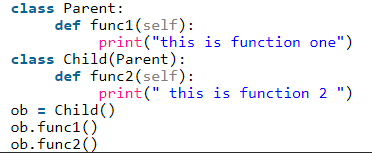 class Parent:
    def func1(self):
        print("this is function one")
class Child(Parent):
    def func2(self):
        print(" this is function 2 ")
ob = Child()
ob.func1()
ob.func2()